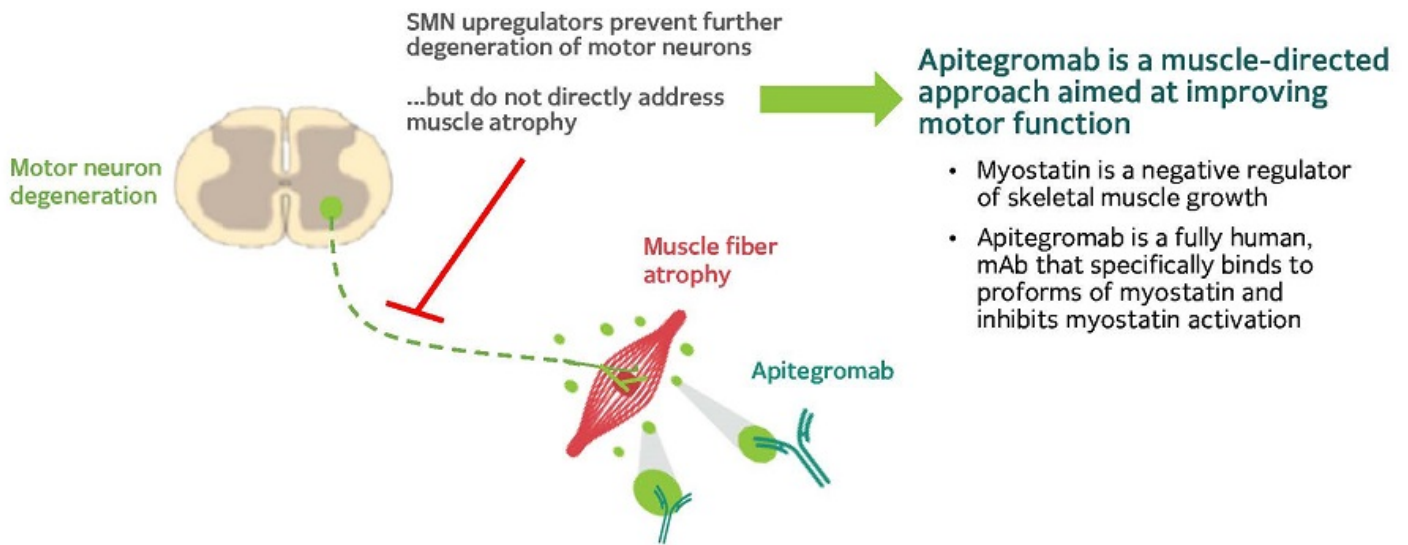 SMN upregulators prevent further
degeneration of motor neurons
...but do not directly address
muscle atrophy
Motor neuron
degeneration
Muscle fiber
atrophy
Apitegromab
Apitegromab is a muscle-directed
approach aimed at improving
motor function
• Myostatin is a negative regulator
of skeletal muscle growth
• Apitegromab is a fully human,
mAb that specifically binds to
proforms of myostatin and
inhibits myostatin activation